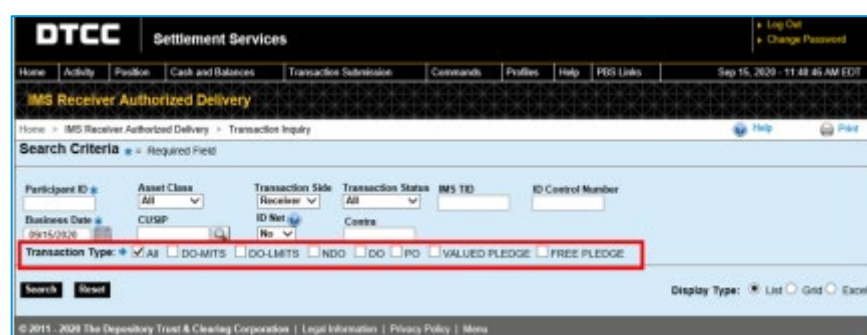 DTCC Settlement Services
Log Out
Change Password
Home Activity Position Cash and Balances Transaction Submission Commands Profiles Help PBS Links Sep 15, 2020 - 11:48:46 AM EDT
IMS Receiver Authorized Delivery
Home > IMS Receiver Authorized Delivery > Transaction Inquiry Help Print
Search Criteria * = Required Field
Participant ID * Asset Class Transaction Side Transaction Status IMS TID ID Control Number
All Receiver All
Business Date * CUSIP ID Net Contra
09/15/2020 No
Transaction Type: * All DO-MITS DO-LMITS NDO DO PO VALUED PLEDGE FREE PLEDGE
Search Reset Display Type: List Grid Excel
© 2011 - 2020 The Depository Trust & Clearing Corporation | Legal Information | Privacy Policy | Menu